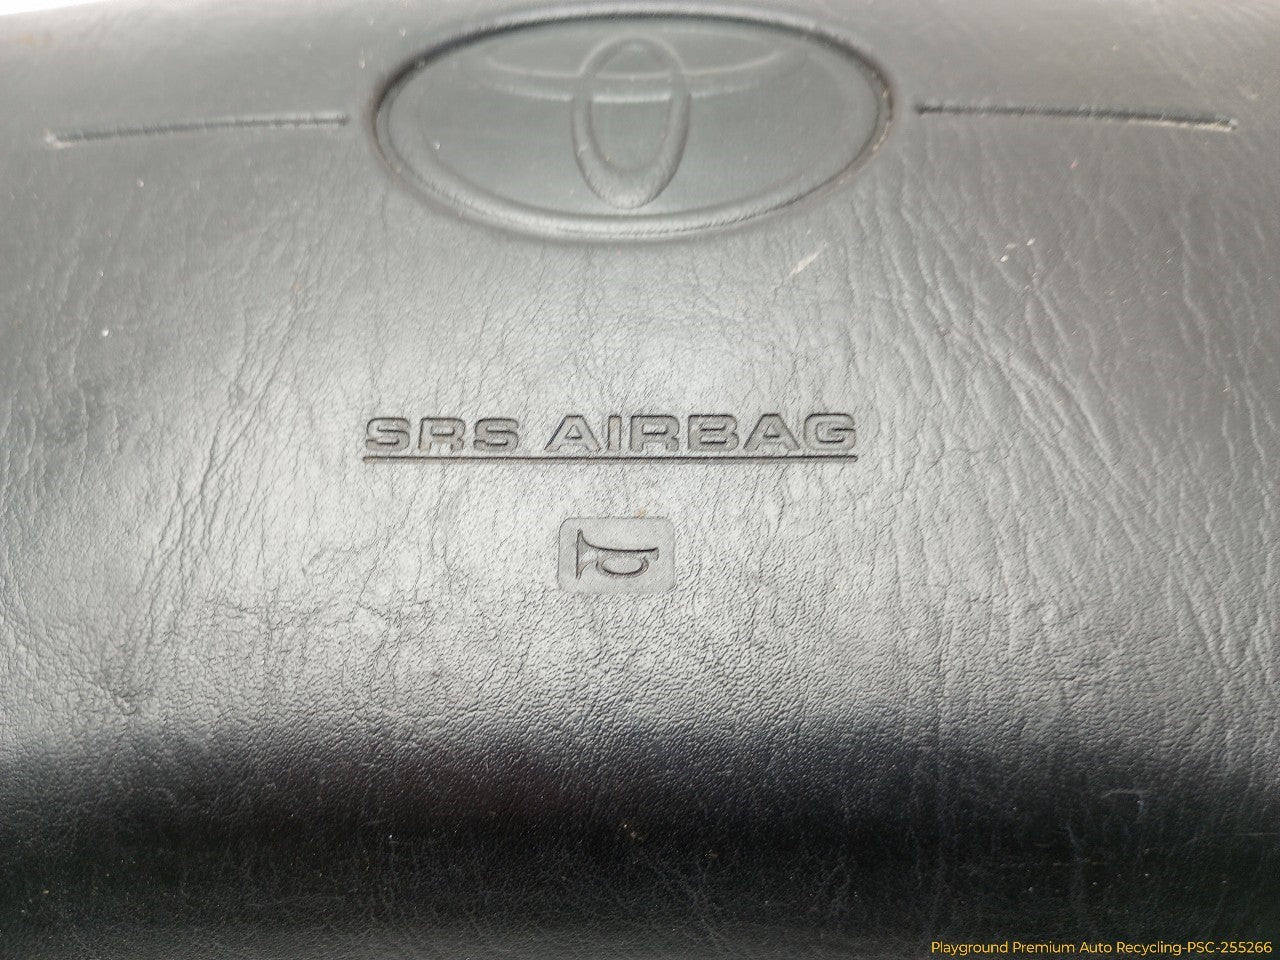 SRS AIRBAG
Playground Premium Auto Recycling-PSC-255266